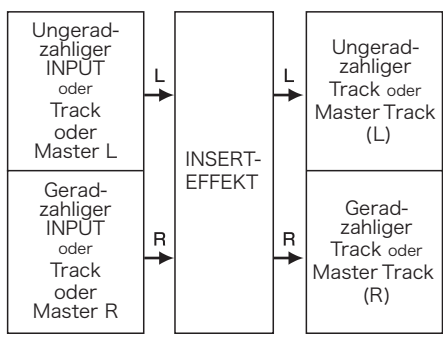 Ungerad-
zahliger
INPUT
oder
Track
oder
Master L
Gerad-
zahliger
INPUT
oder
Track
oder
Master R
L
R
INSERT-
EFFEKT
L
R
Ungerad-
zahliger
Track oder
Master Track
(L)
Gerad-
zahliger
Track oder
Master Track
(R)